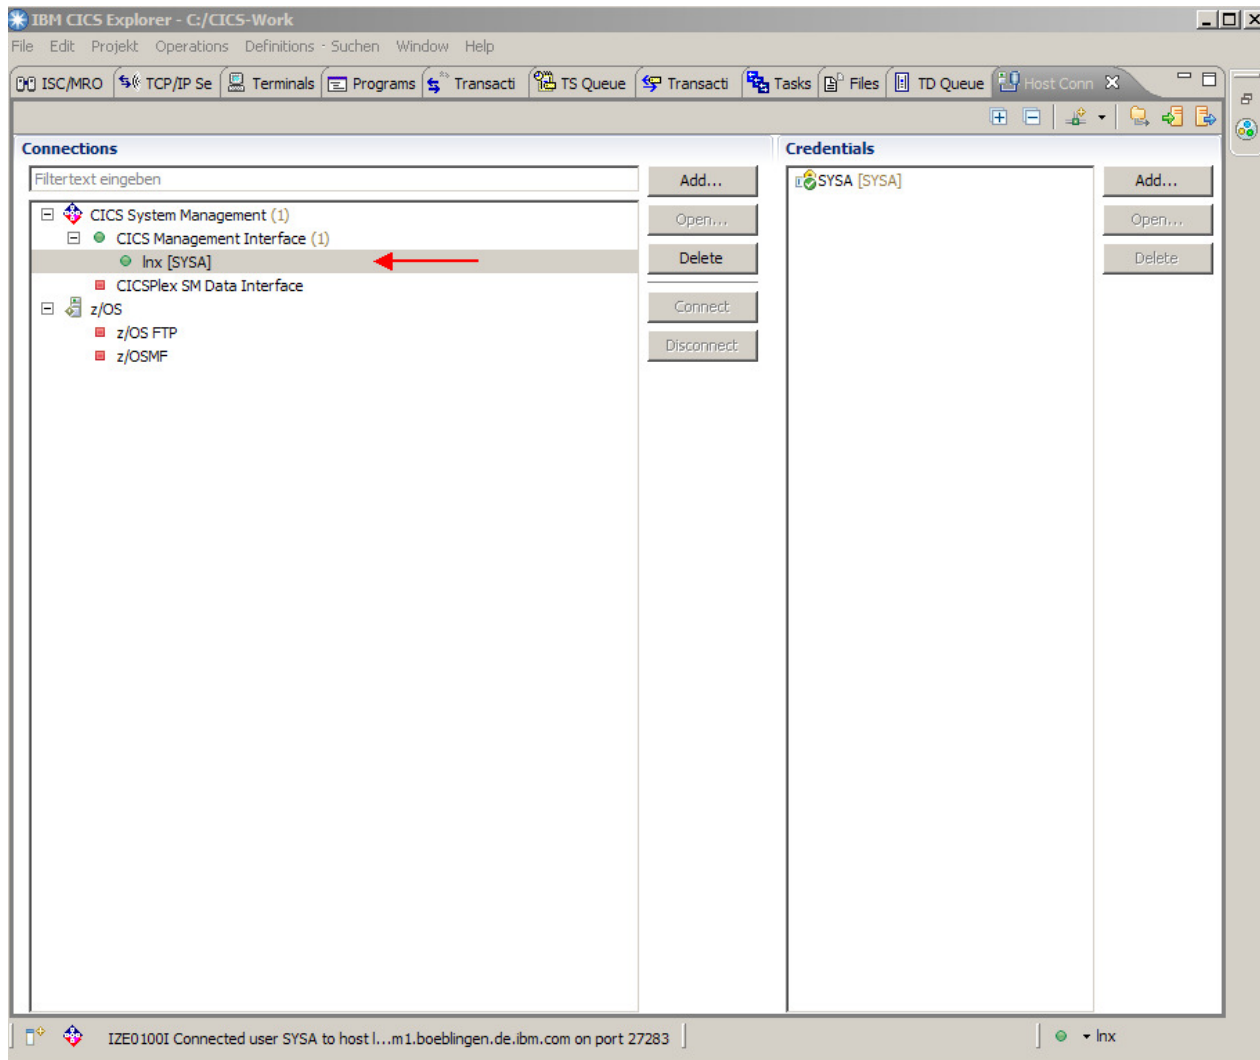 IBM CICS Explorer - C:/CICS-Work
File Edit Projekt Operations Definitions Suchen Window Help
ISC/MRO TCP/IP Se Terminals Programs Transacti TS Queue Transacti Tasks Files TD Queue Host Conn
Connections
Filtertext eingeben
Add...
CICS System Management (1)
Open...
CICS Management Interface (1)
lnx [SYSA]
Delete
CICSPlex SM Data Interface
z/OS
Connect
z/OS FTP
Disconnect
z/OSMF
Credentials
SYSA [SYSA]
Add...
Open...
Delete
IZE0100I Connected user SYSA to host l...m1.boeblingen.de.ibm.com on port 27283
lnx